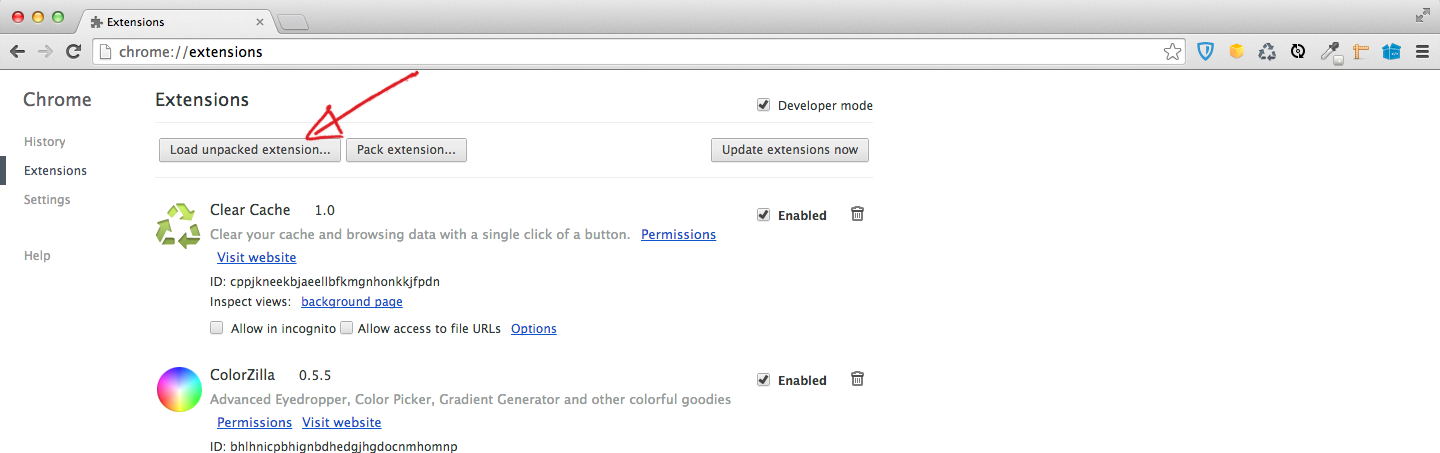 Extensions
chrome://extensions
Chrome
Extensions
Developer mode
History
Load unpacked extension...
Pack extension...
Update extensions now
Extensions
Settings
Clear Cache 1.0
Enabled
Clear your cache and browsing data with a single click of a button. Permissions
Visit website
Help
ID: cppjkneekbjaeellbfkmgnhonkkjfpdn
Inspect views: background page
Allow in incognito
Allow access to file URLs
Options
ColorZilla 0.5.5
Enabled
Advanced Eyedropper, Color Picker, Gradient Generator and other colorful goodies
Permissions Visit website
ID: bhlhnicpbhignbdhedgjhgdocnmhomnp